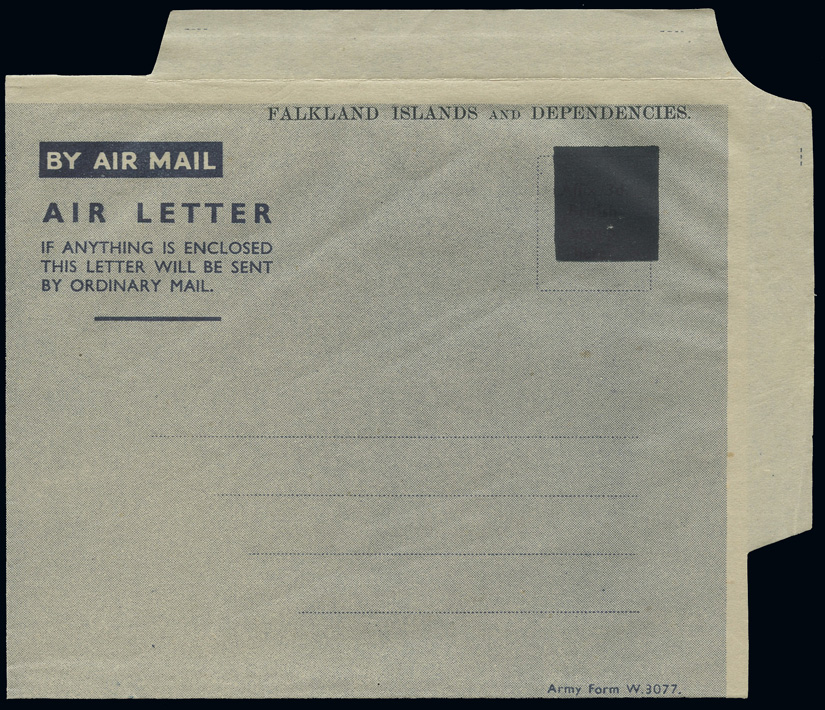 FALKLAND ISLANDS AND DEPENDENCIES.
BY AIR MAIL
AIR LETTER
IF ANYTHING IS ENCLOSED
THIS LETTER WILL BE SENT
BY ORDINARY MAIL.
Army Form W.3077.